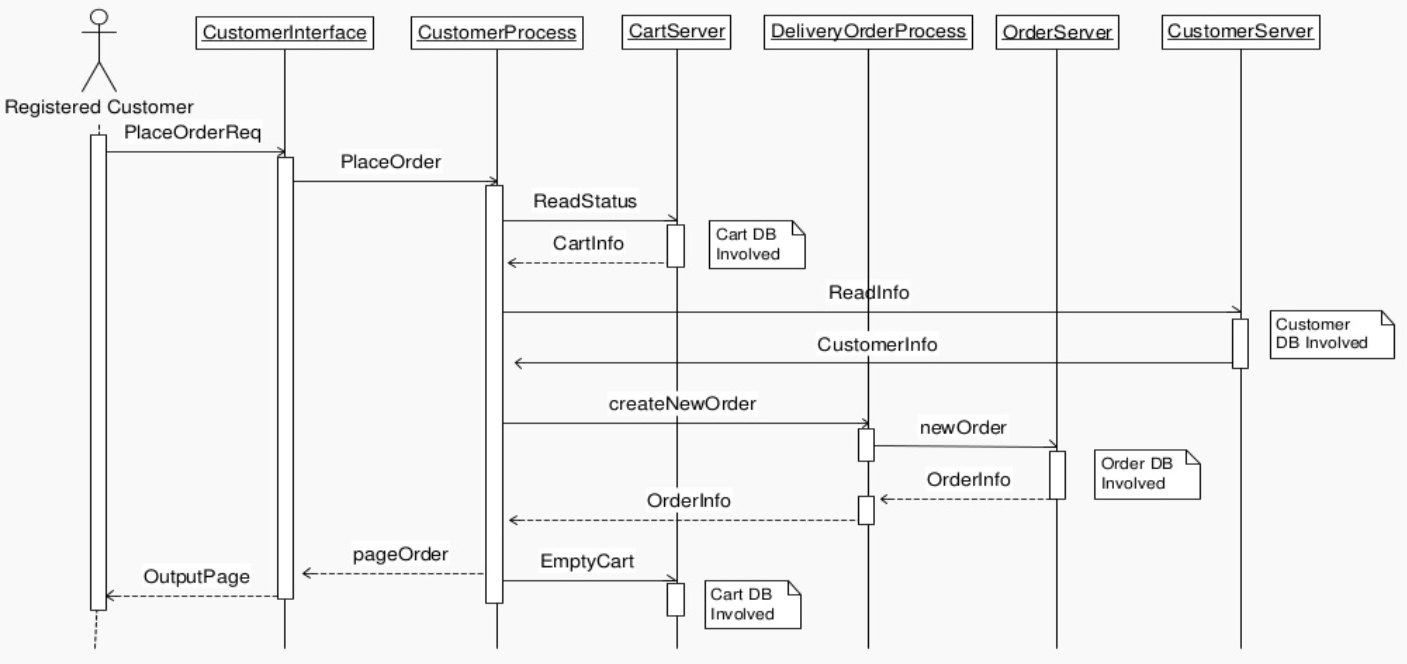 CustomerInterface
CustomerProcess
CartServer
DeliveryOrderProcess
OrderServer
CustomerServer
Registered Customer
PlaceOrderReq
PlaceOrder
ReadStatus
Cart DB
Involved
CartInfo
ReadInfo
Customer
DB Involved
CustomerInfo
createNewOrder
newOrder
Order DB
Involved
OrderInfo
OrderInfo
pageOrder
EmptyCart
OutputPage
Cart DB
Involved